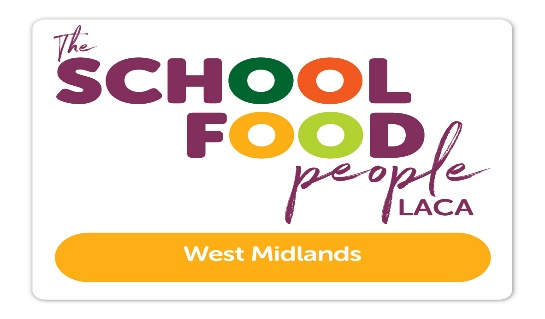 The
SCHOOL
FOOD
people
LACA
West Midlands